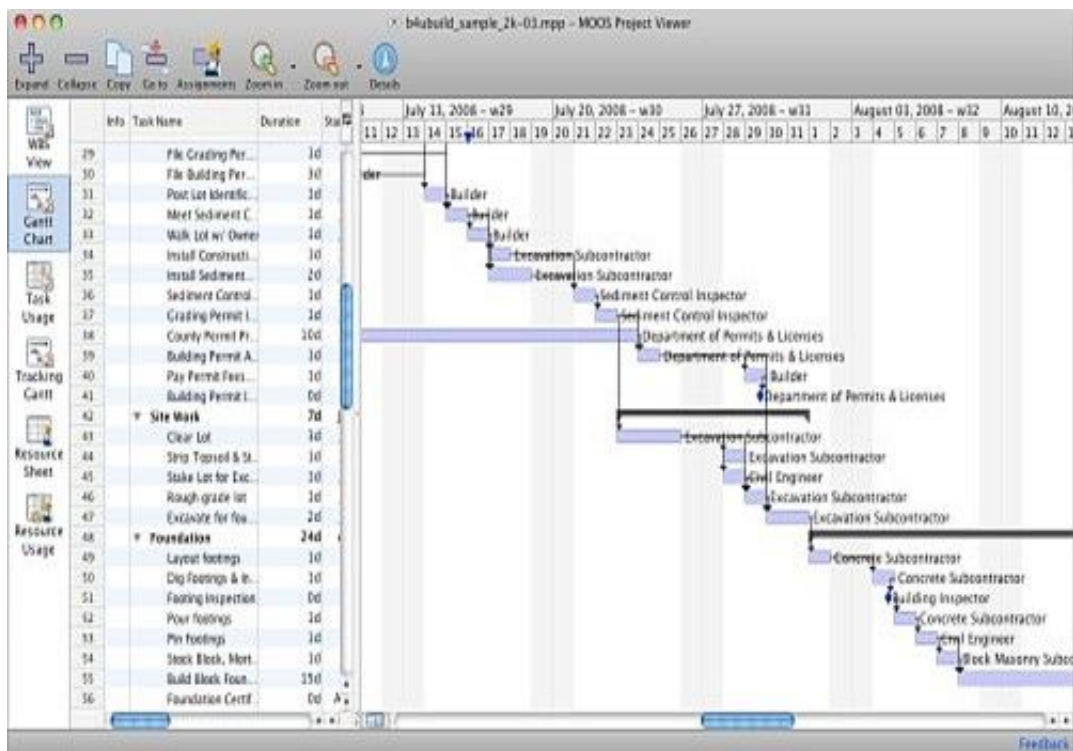 b4ubuild_sample_2k-03.mpp – MOOS Project Viewer
Expand Collapse Copy Go to Assignments Zoom in Zoom out Details
Info Task Name Duration
July 13, 2008 – w29 July 20, 2008 – w30 July 27, 2008 – w31 August 03, 2008 – w32 August 10, 2
11 12 13 14 15 16 17 18 19 20 21 22 23 24 25 26 27 28 29 30 31 1 2 3 4 5 6 7 8 9 10 11 12
WBS View
Gantt Chart
Task Usage
Tracking Gantt
Resource Sheet
Resource Usage
29 File Grading Per... 1d
30 File Building Per... 3d
31 Post Lot Identific... 1d Builder
32 Meet Sediment C... 1d Builder
33 Walk Lot w/ Owner 1d Builder
34 Install Constructi... 1d Excavation Subcontractor
35 Install Sediment... 2d Excavation Subcontractor
36 Sediment Control... 1d Sediment Control Inspector
37 Grading Permit I... 1d Sediment Control Inspector
38 County Permit Pr... 10d Department of Permits & Licenses
39 Building Permit A... 1d Department of Permits & Licenses
40 Pay Permit Fees... 1d Builder
41 Building Permit I... 0d Department of Permits & Licenses
42 Site Work 7d
43 Clear Lot 3d Excavation Subcontractor
44 Strip Topsoil & St... 1d Excavation Subcontractor
45 Stake Lot for Exc... 1d Civil Engineer
46 Rough grade lot 1d Excavation Subcontractor
47 Excavate for fou... 2d Excavation Subcontractor
48 Foundation 24d
49 Layout footings 1d Concrete Subcontractor
50 Dig Footings & In... 1d Concrete Subcontractor
51 Footing Inspection 0d Building Inspector
52 Pour footings 1d Concrete Subcontractor
53 Pin Footings 1d Civil Engineer
54 Stock Block, Mort... 1d Block Masonry Subco
55 Build Block Foun... 15d
56 Foundation Certif... 0d A
Feedback